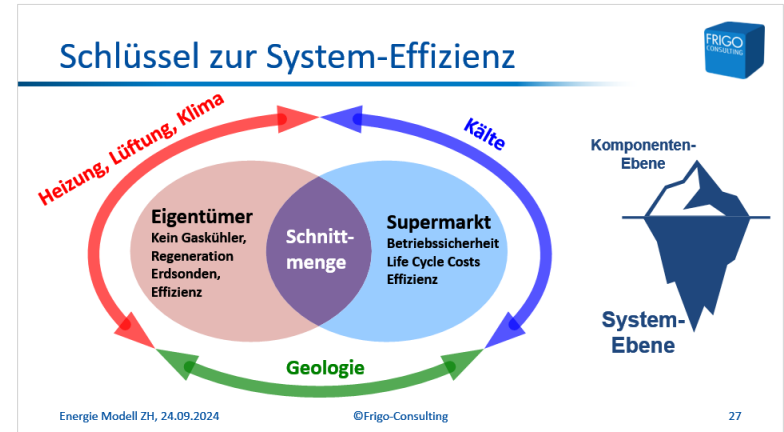 Schlüssel zur System-Effizienz
FRIGO
CONSULTING
Heizung, Lüftung, Klima
Kälte
Eigentümer
Kein Gaskühler,
Regeneration
Erdsonden,
Effizienz
Schnitt-
menge
Supermarkt
Betriebssicherheit
Life Cycle Costs
Effizienz
Geologie
Komponenten-
Ebene
System-
Ebene
Energie Modell ZH, 24.09.2024
©Frigo-Consulting
27